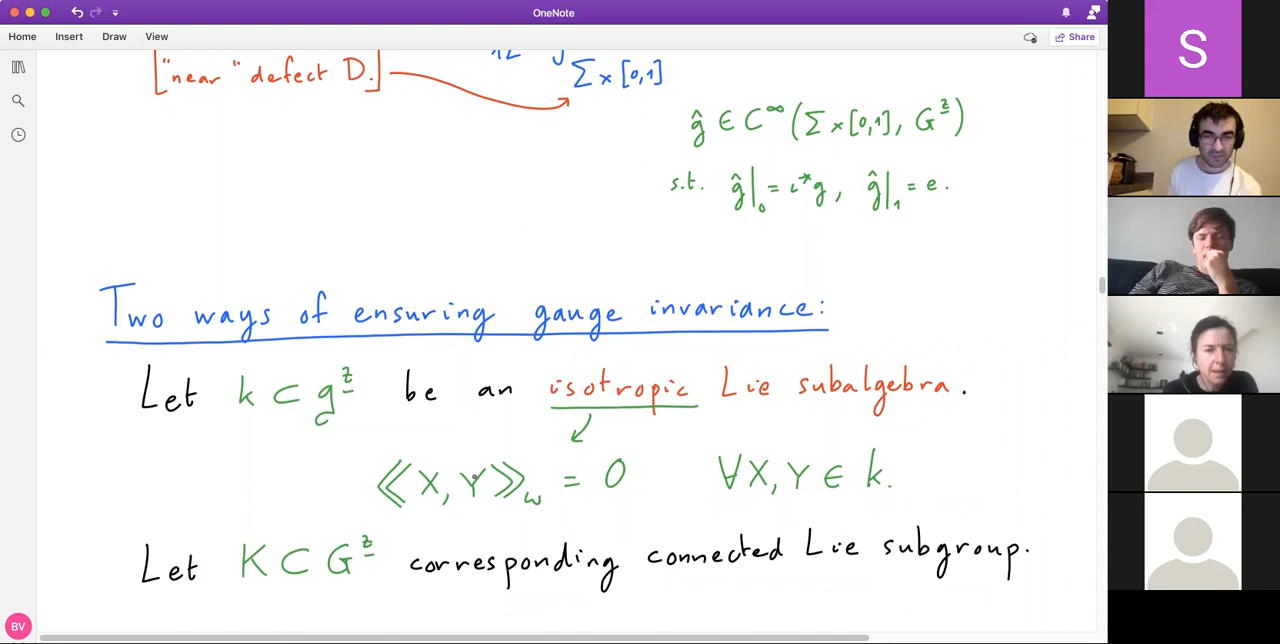 OneNote
Home Insert Draw View Share
["near" defect D.]
Σ × [0,1]
ĝ ∈ C^∞(Σ × [0,1], G^z)
s.t. ĝ|₀ = ι*g, ĝ|₁ = e.
Two ways of ensuring gauge invariance:
Let k ⊂ g^z be an isotropic Lie subalgebra.
⟪X, Y⟫_ω = 0 ∀X, Y ∈ k.
Let K ⊂ G^z corresponding connected Lie subgroup.
BV
S